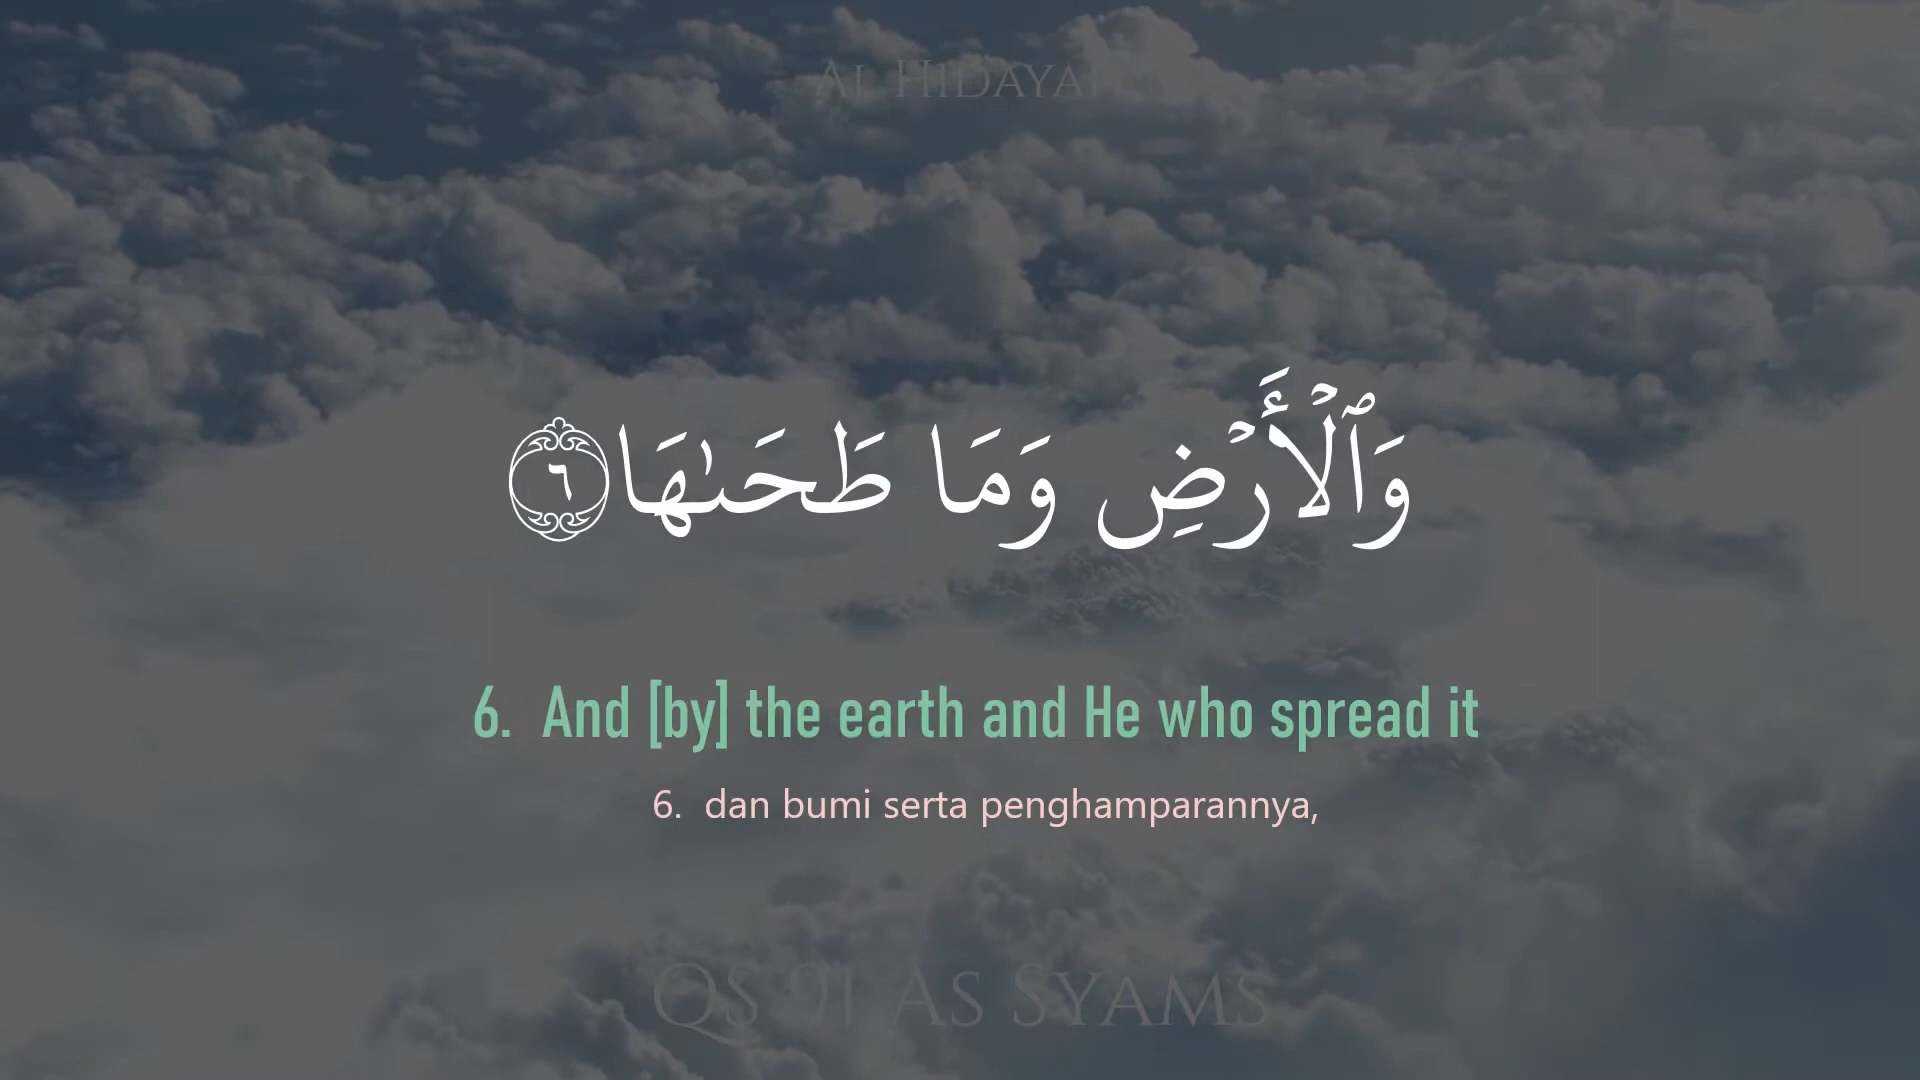 Al Hidayah
وَٱلْأَرْضِ وَمَا طَحَىٰهَا ٦
6. And [by] the earth and He who spread it
6. dan bumi serta penghamparannya,
QS 91 As Syams